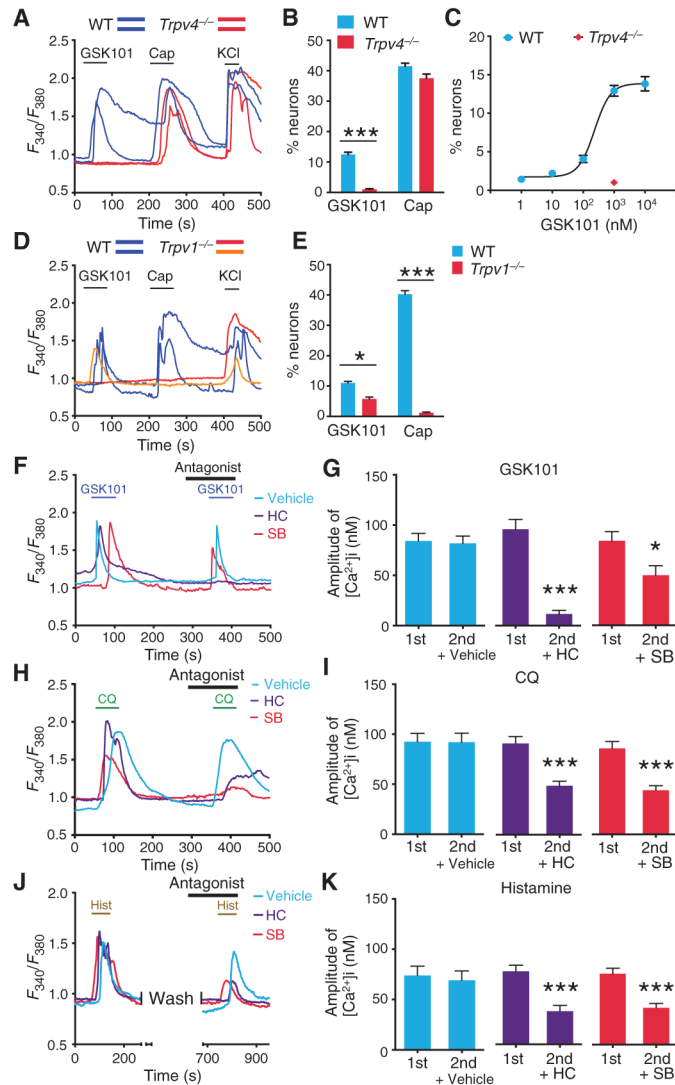 A
WT Trpv4–/–
GSK101 Cap KCl
F340/F380
2.5
2.0
1.5
1.0
0.5
0 100 200 300 400 500
Time (s)
B
WT
Trpv4–/–
% neurons
50
40
30
20
10
0
***
GSK101 Cap
C
WT Trpv4–/–
% neurons
20
15
10
5
0
1 10 10² 10³ 10⁴
GSK101 (nM)
D
WT Trpv1–/–
GSK101 Cap KCl
F340/F380
2.5
2.0
1.5
1.0
0.5
0 100 200 300 400 500
Time (s)
E
WT
Trpv1–/–
% neurons
50
40
30
20
10
0
*
***
GSK101 Cap
F
Antagonist
GSK101 GSK101
Vehicle
HC
SB
F340/F380
2.5
2.0
1.5
1.0
0.5
0 100 200 300 400 500
Time (s)
G
GSK101
Amplitude of
[Ca²⁺]i (nM)
150
100
50
0
***
*
1st 2nd 1st 2nd 1st 2nd
+ Vehicle + HC + SB
H
Antagonist
CQ CQ
Vehicle
HC
SB
F340/F380
2.5
2.0
1.5
1.0
0.5
0 100 200 300 400 500
Time (s)
I
CQ
Amplitude of
[Ca²⁺]i (nM)
150
100
50
0
***
***
1st 2nd 1st 2nd 1st 2nd
+ Vehicle + HC + SB
J
Antagonist
Hist Hist
Vehicle
HC
SB
Wash
F340/F380
2.0
1.5
1.0
0.5
0 200 700 900
Time (s)
K
Histamine
Amplitude of
[Ca²⁺]i (nM)
150
100
50
0
***
***
1st 2nd 1st 2nd 1st 2nd
+ Vehicle + HC + SB